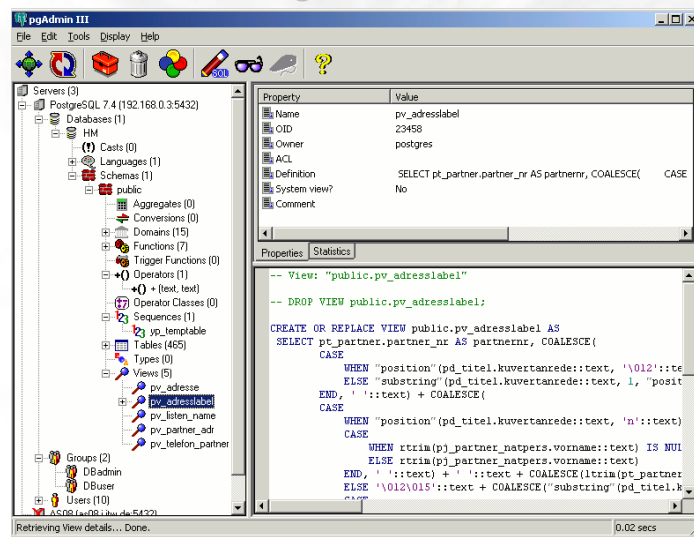 pgAdmin III
File Edit Tools Display Help
SQL
Servers (3)
PostgreSQL 7.4 (192.168.0.3:5432)
Databases (1)
HM
Casts (0)
Languages (1)
Schemas (1)
public
Aggregates (0)
Conversions (0)
Domains (15)
Functions (7)
Trigger Functions (0)
Operators (1)
+ (text, text)
Operator Classes (0)
Sequences (1)
yp_temptable
Tables (465)
Types (0)
Views (5)
pv_adresse
pv_adresslabel
pv_listen_name
pv_partner_adr
pv_telefon_partner
Groups (2)
DBadmin
DBuser
Users (10)
Property Value
Name pv_adresslabel
OID 23458
Owner postgres
ACL
Definition SELECT pt_partner.partner_nr AS partnernr, COALESCE( CASE
System view? No
Comment
Properties Statistics
-- View: "public.pv_adresslabel"
-- DROP VIEW public.pv_adresslabel;
CREATE OR REPLACE VIEW public.pv_adresslabel AS
SELECT pt_partner.partner_nr AS partnernr, COALESCE(
CASE
WHEN "position"(pd_titel.kuvertanrede::text, '\012'::te
ELSE "substring"(pd_titel.kuvertanrede::text, 1, "posit
END, ' '::text) + COALESCE(
CASE
WHEN "position"(pd_titel.kuvertanrede::text, 'n'::text)
CASE
WHEN rtrim(pj_partner_natpers.vorname::text) IS NUL
ELSE rtrim(pj_partner_natpers.vorname::text)
END, ' '::text) + ' '::text + COALESCE(ltrim(pt_partner
ELSE '\012\015'::text + COALESCE("substring"(pd_titel.k
CASE
Retrieving View details... Done. 0.02 secs